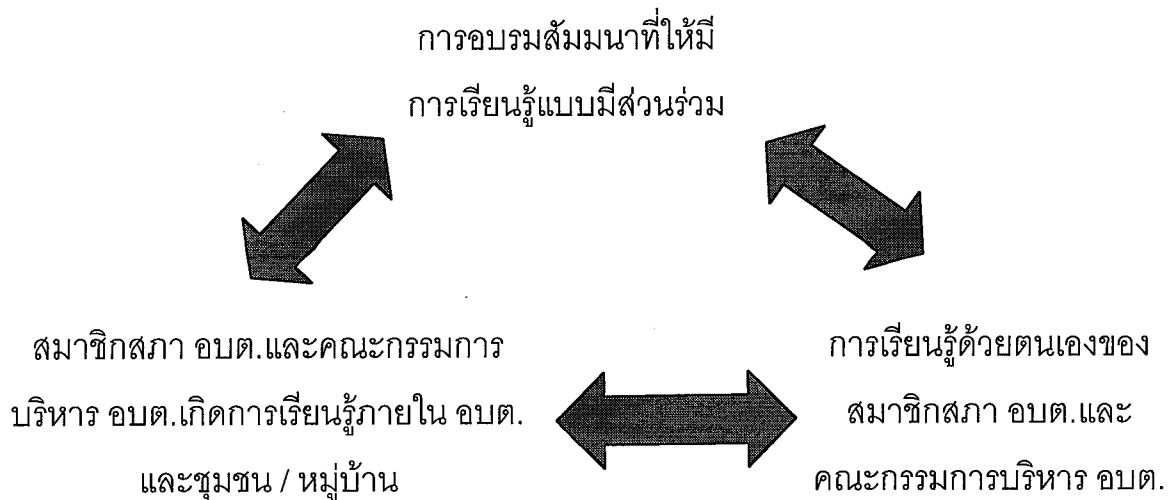 การอบรมสัมมนาที่ให้มี
การเรียนรู้แบบมีส่วนร่วม
สมาชิกสภา อบต.และคณะกรรมการ
บริหาร อบต.เกิดการเรียนรู้ภายใน อบต.
และชุมชน / หมู่บ้าน
การเรียนรู้ด้วยตนเองของ
สมาชิกสภา อบต.และ
คณะกรรมการบริหาร อบต.